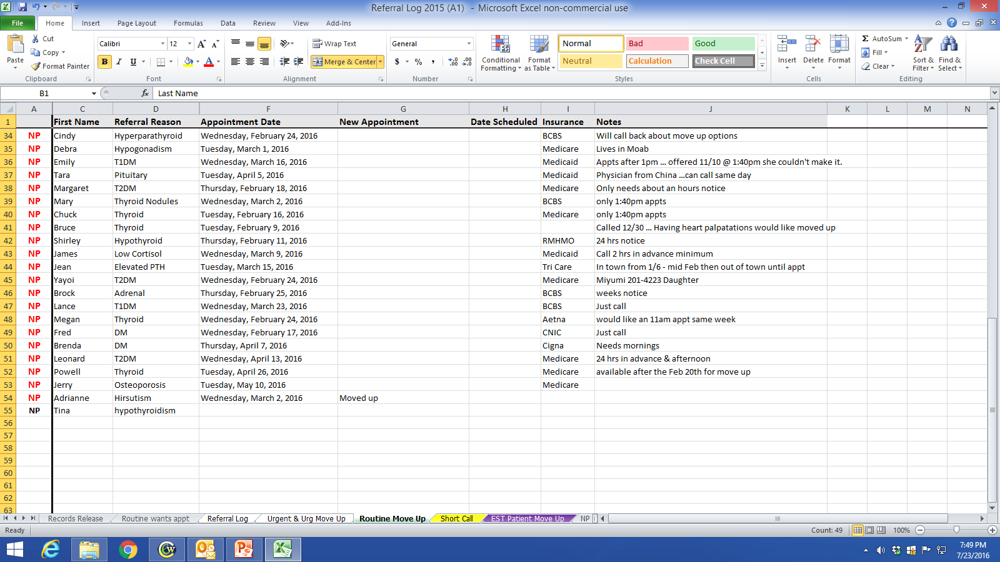 Referral Log 2015 (A1) - Microsoft Excel non-commercial use
File Home Insert Page Layout Formulas Data Review View Add-Ins
Paste Cut Copy Format Painter Clipboard
Calibri 12 B I U A A A Font
Wrap Text Merge & Center Alignment
General $ % , .00 .0 Number
Conditional Formatting Format as Table Normal Bad Good Neutral Calculation Check Cell Styles
Insert Delete Format Cells
Σ AutoSum Fill Clear Sort & Filter Find & Select Editing
B1 fx Last Name
A C D F G H I J K L M N
1 First Name Referral Reason Appointment Date New Appointment Date Scheduled Insurance Notes
34 NP Cindy Hyperparathyroid Wednesday, February 24, 2016 BCBS Will call back about move up options
35 NP Debra Hypogonadism Tuesday, March 1, 2016 Medicare Lives in Moab
36 NP Emily T1DM Wednesday, March 16, 2016 Medicaid Appts after 1pm ... offered 11/10 @ 1:40pm she couldn't make it.
37 NP Tara Pituitary Tuesday, April 5, 2016 Medicaid Physician from China ...can call same day
38 NP Margaret T2DM Thursday, February 18, 2016 Medicare Only needs about an hours notice
39 NP Mary Thyroid Nodules Wednesday, March 2, 2016 BCBS only 1:40pm appts
40 NP Chuck Thyroid Tuesday, February 16, 2016 Medicare only 1:40pm appts
41 NP Bruce Thyroid Tuesday, February 9, 2016 Called 12/30 ... Having heart palpatations would like moved up
42 NP Shirley Hypothyroid Thursday, February 11, 2016 RMHMO 24 hrs notice
43 NP James Low Cortisol Wednesday, March 9, 2016 Medicaid Call 2 hrs in advance minimum
44 NP Jean Elevated PTH Tuesday, March 15, 2016 Tri Care In town from 1/6 - mid Feb then out of town until appt
45 NP Yayoi T2DM Wednesday, February 24, 2016 Medicare Miyumi 201-4223 Daughter
46 NP Brock Adrenal Thursday, February 25, 2016 BCBS weeks notice
47 NP Lance T1DM Wednesday, March 23, 2016 BCBS Just call
48 NP Megan Thyroid Wednesday, February 24, 2016 Aetna would like an 11am appt same week
49 NP Fred DM Wednesday, February 17, 2016 CNIC Just call
50 NP Brenda DM Thursday, April 7, 2016 Cigna Needs mornings
51 NP Leonard T2DM Wednesday, April 13, 2016 Medicare 24 hrs in advance & afternoon
52 NP Powell Thyroid Tuesday, April 26, 2016 Medicare available after the Feb 20th for move up
53 NP Jerry Osteoporosis Tuesday, May 10, 2016 Medicare
54 NP Adrianne Hirsutism Wednesday, March 2, 2016 Moved up
55 NP Tina hypothyroidism
56
57
58
59
60
61
62
63
Records Release Routine wants appt Referral Log Urgent & Urg Move Up Routine Move Up Short Call EST Patient Move Up NP
Ready Count: 49 100%
7:49 PM
7/23/2016